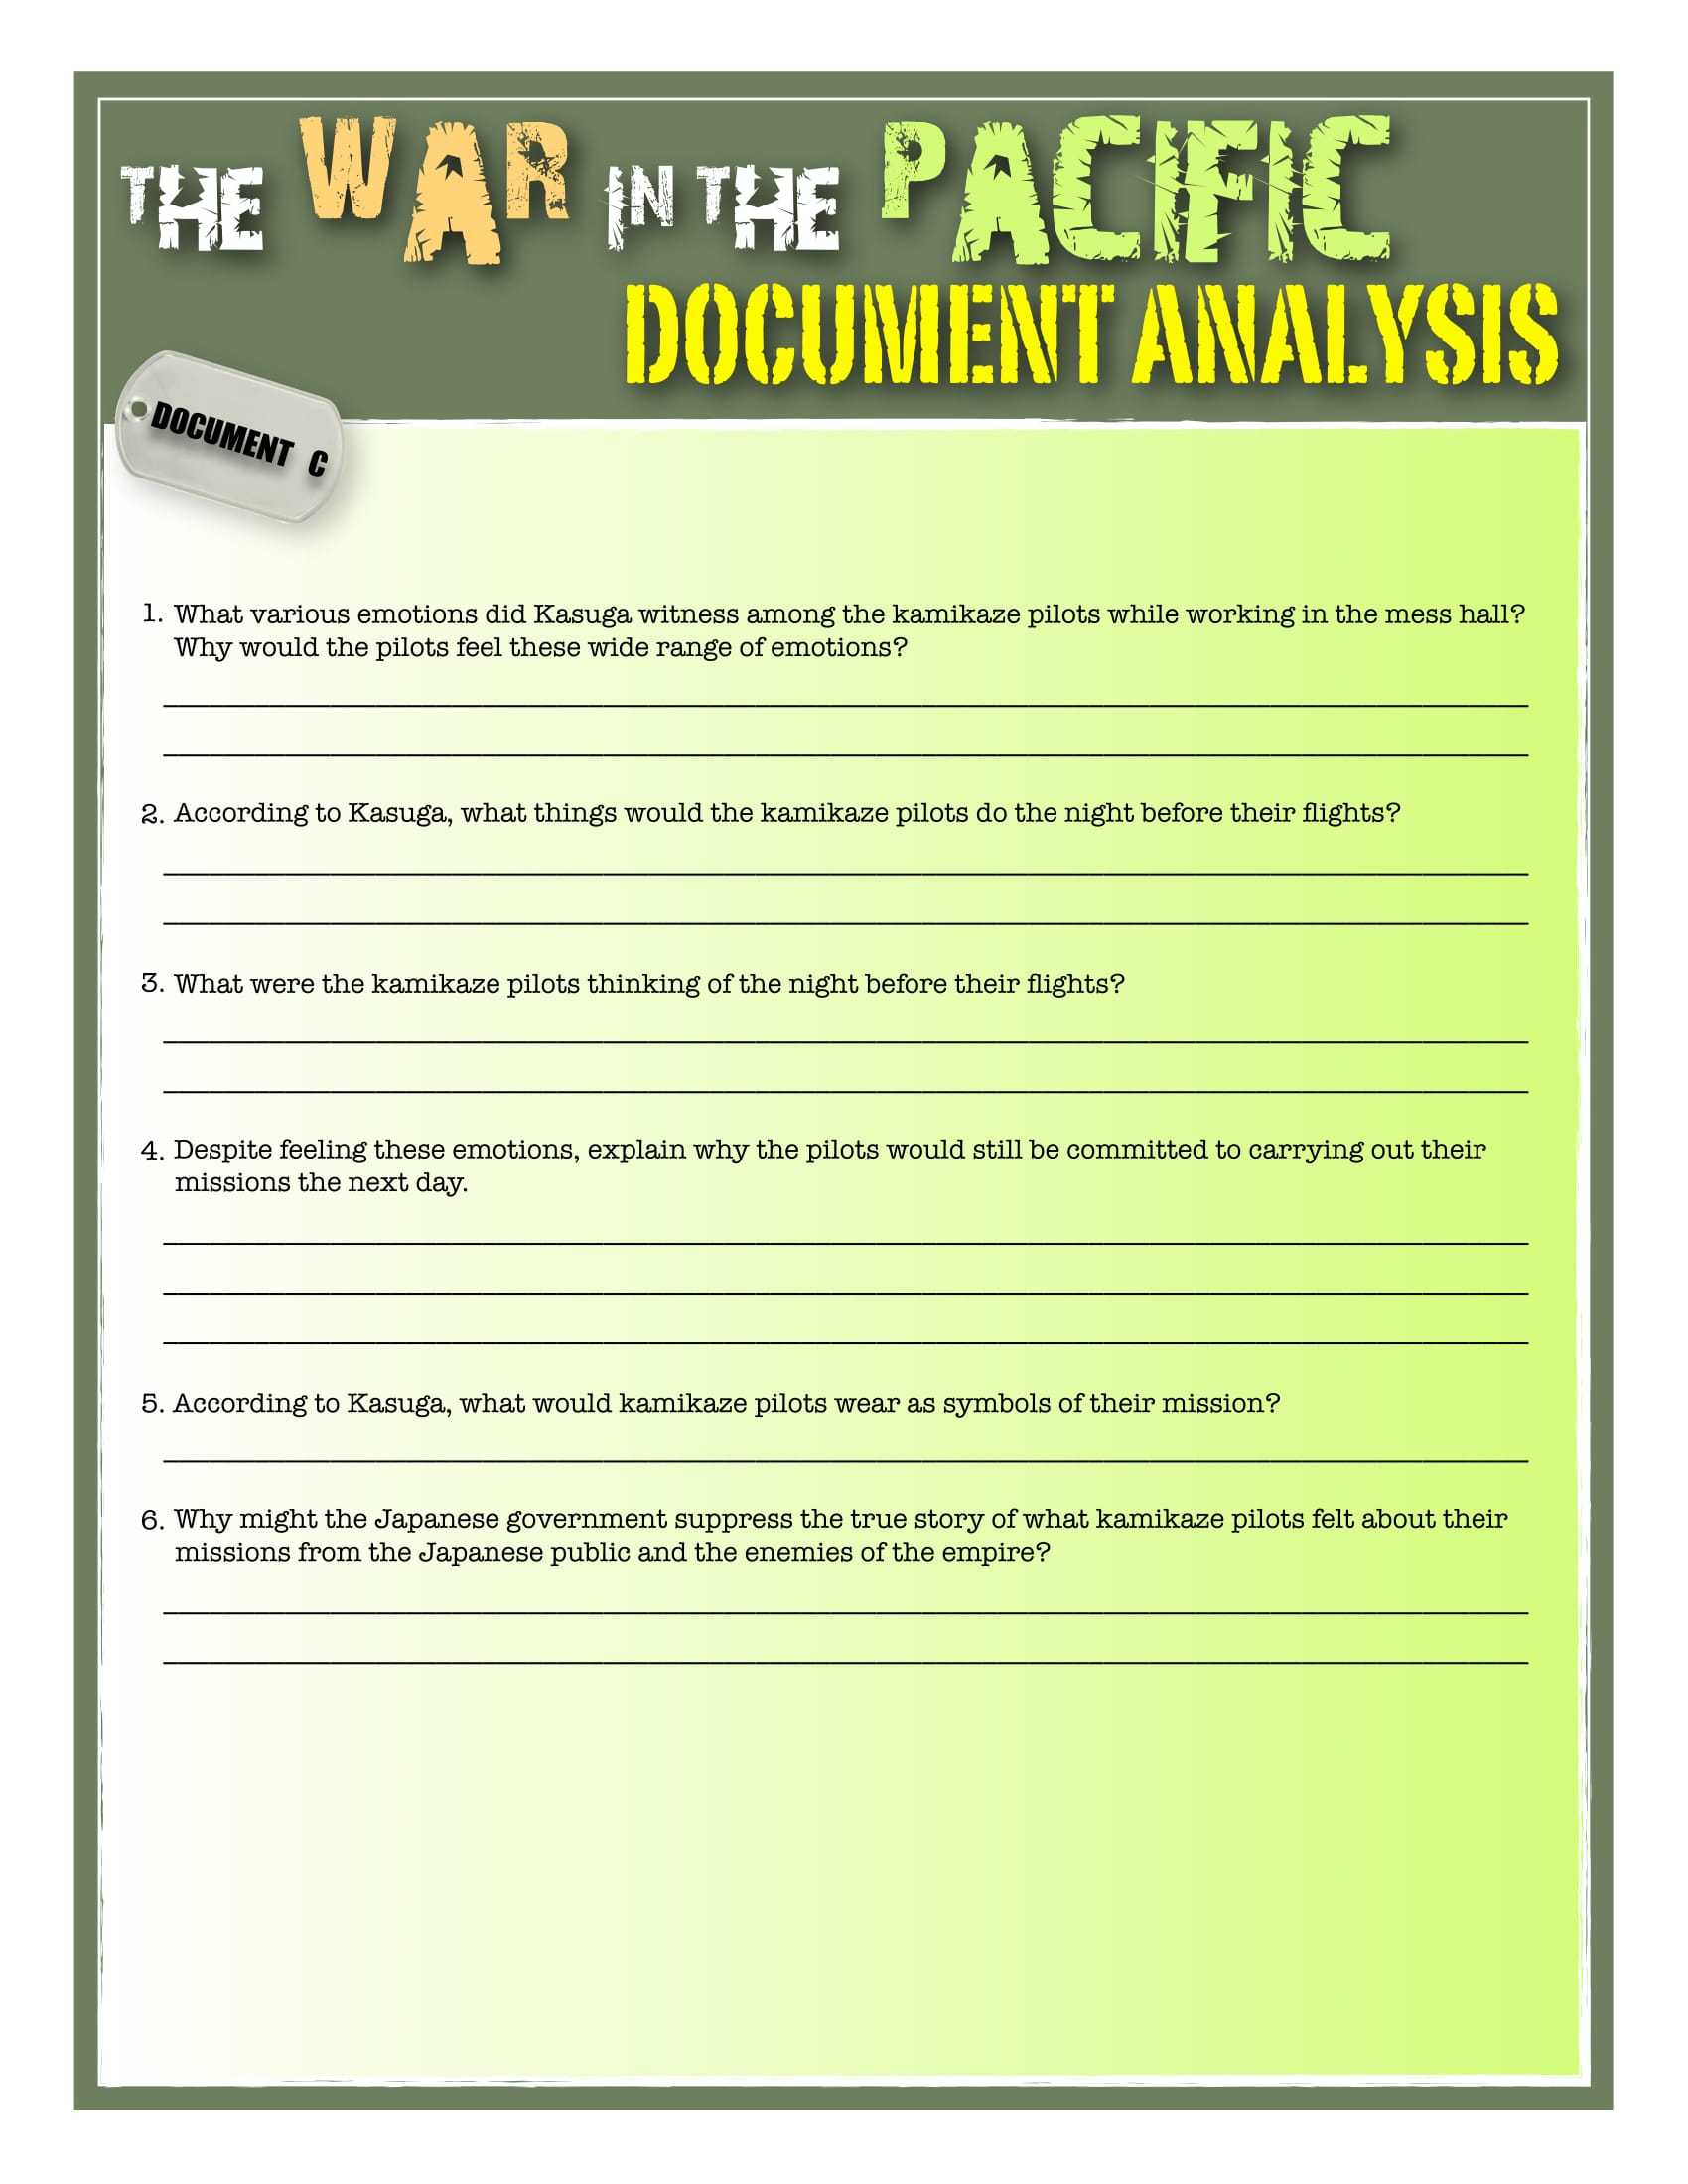 THE WAR IN THE PACIFIC
DOCUMENT ANALYSIS
DOCUMENT C
1. What various emotions did Kasuga witness among the kamikaze pilots while working in the mess hall?
Why would the pilots feel these wide range of emotions?
2. According to Kasuga, what things would the kamikaze pilots do the night before their flights?
3. What were the kamikaze pilots thinking of the night before their flights?
4. Despite feeling these emotions, explain why the pilots would still be committed to carrying out their
missions the next day.
5. According to Kasuga, what would kamikaze pilots wear as symbols of their mission?
6. Why might the Japanese government suppress the true story of what kamikaze pilots felt about their
missions from the Japanese public and the enemies of the empire?